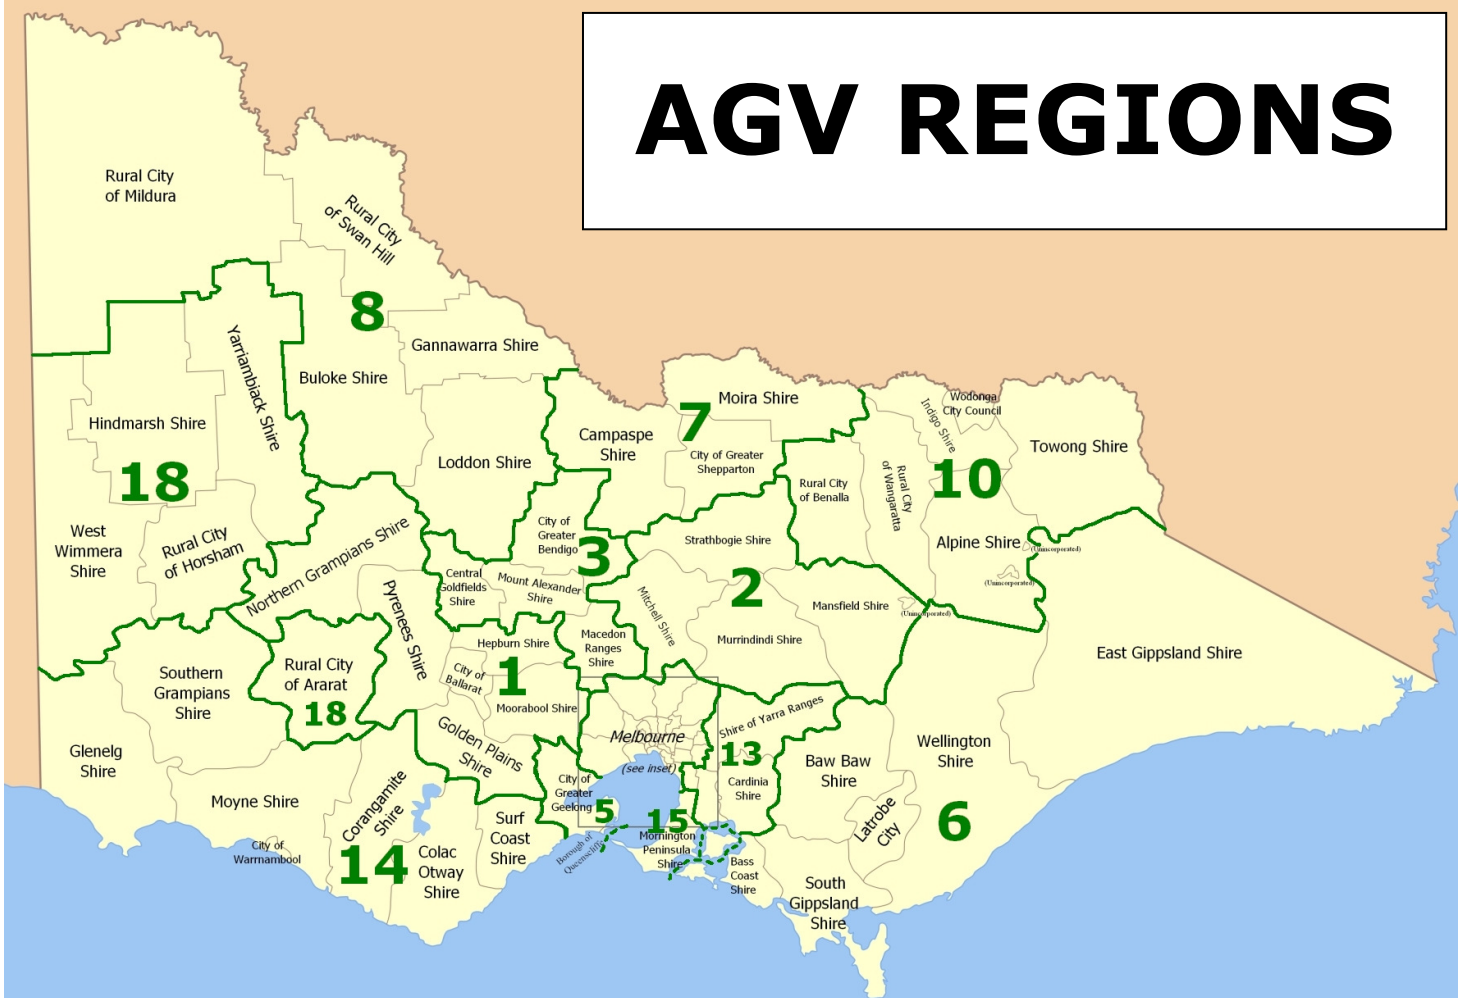 AGV REGIONS
Rural City
of Mildura
Rural City
of Swan Hill
8
Gannawarra Shire
Buloke Shire
Yarriambiack Shire
Hindmarsh Shire
18
Loddon Shire
Campaspe
Shire
7
Moira Shire
City of Greater
Shepparton
Wodonga
City Council
Indigo Shire
Towong Shire
10
Rural City
of Benalla
Rural City
of Wangaratta
Alpine Shire
(Unincorporated)
(Unincorporated)
(Unincorporated)
West
Wimmera
Shire
Rural City
of Horsham
Northern Grampians Shire
City of
Greater
Bendigo
3
Strathbogie Shire
2
Mitchell Shire
Mansfield Shire
Murrindindi Shire
Central
Goldfields
Shire
Mount Alexander
Shire
Pyrenees Shire
Macedon
Ranges
Shire
Hepburn Shire
City of
Ballarat
1
Moorabool Shire
East Gippsland Shire
Southern
Grampians
Shire
Rural City
of Ararat
18
Golden Plains
Shire
Melbourne
(see inset)
Shire of Yarra Ranges
13
Cardinia
Shire
Baw Baw
Shire
Wellington
Shire
Latrobe
City
6
Glenelg
Shire
Moyne Shire
City of
Warrnambool
Corangamite
Shire
14
Colac
Otway
Shire
Surf
Coast
Shire
City of
Greater
Geelong
5
Borough of
Queenscliffe
15
Mornington
Peninsula
Shire
Bass
Coast
Shire
South
Gippsland
Shire